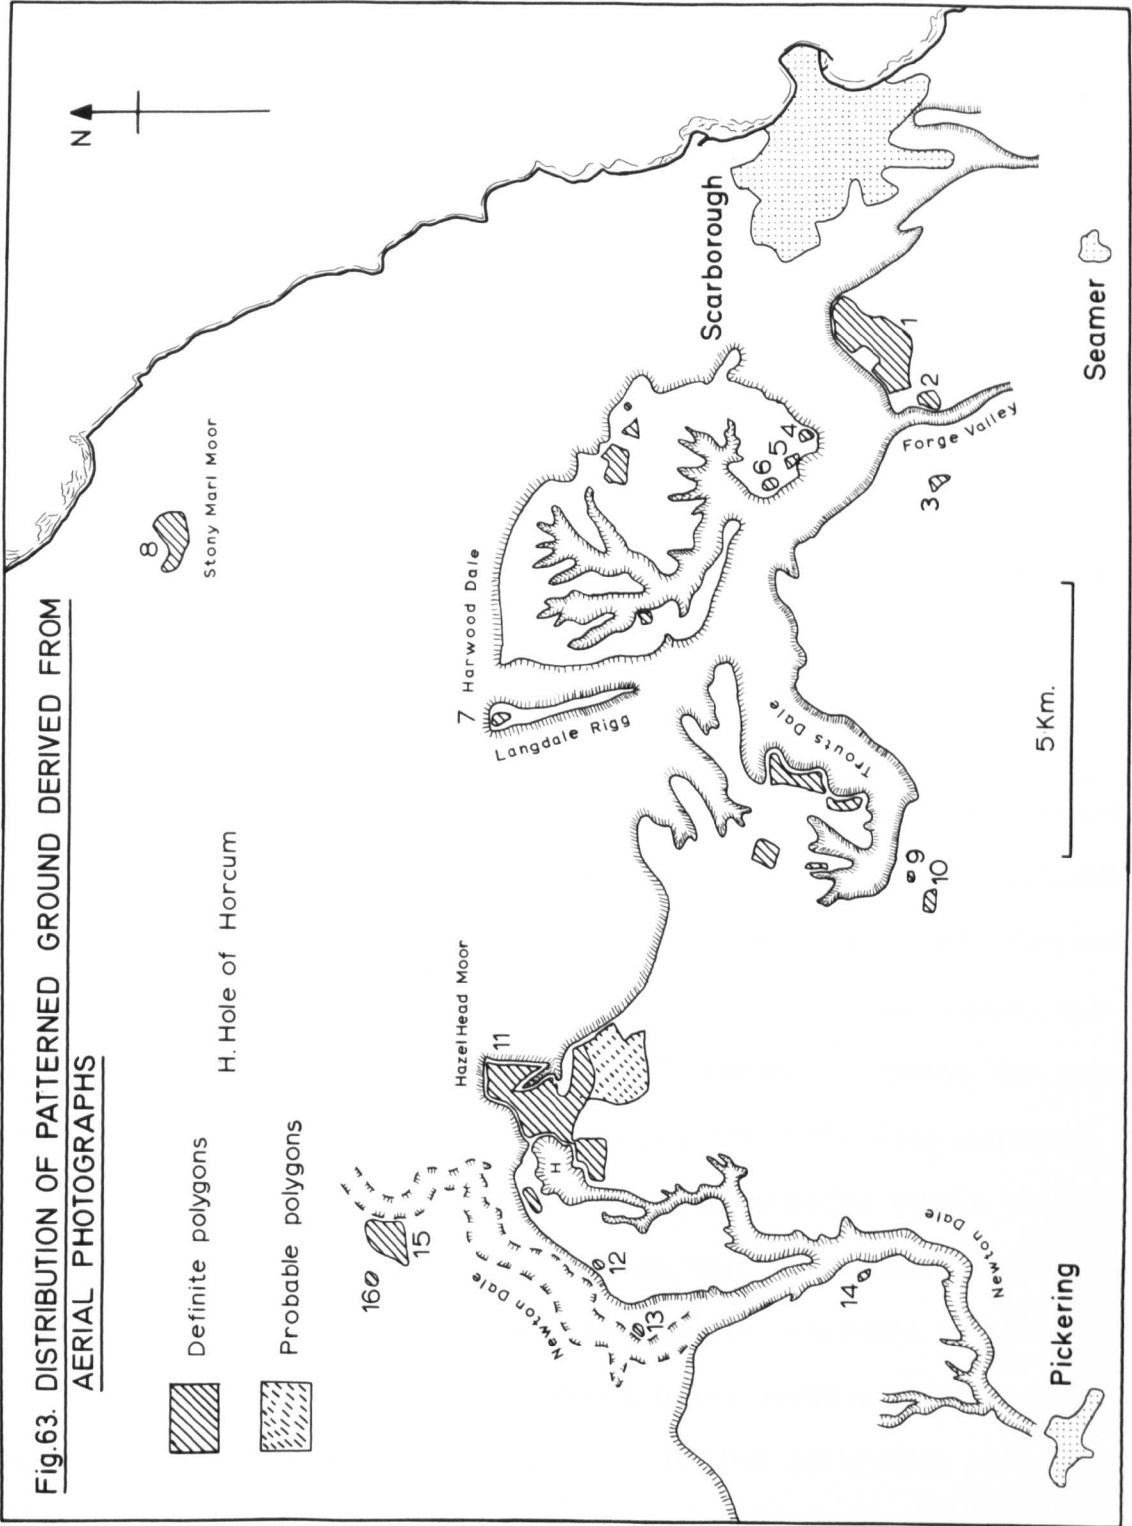 Fig.63. DISTRIBUTION OF PATTERNED GROUND DERIVED FROM
AERIAL PHOTOGRAPHS
Definite polygons
Probable polygons
H. Hole of Horcum
N
8
Stony Marl Moor
Scarborough
Harwood Dale
7
Langdale Rigg
6
5
4
1
2
Forge Valley
3
Seamer
Trouts Dale
9
10
Hazel Head Moor
11
H
15
16
Newton Dale
12
13
14
Newton Dale
Pickering
5 Km.